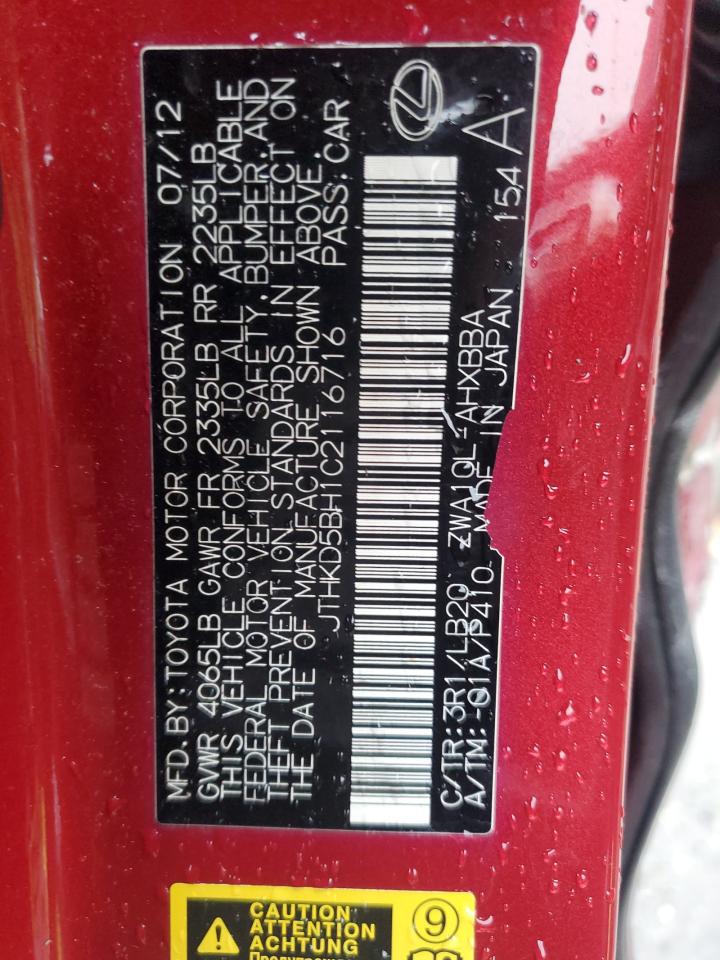 MFD. BY: TOYOTA MOTOR CORPORATION 07/12
GVWR 4065LB GAWR FR 2335LB RR 2235LB
THIS VEHICLE CONFORMS TO ALL APPLICABLE
FEDERAL MOTOR VEHICLE SAFETY, BUMPER, AND
THEFT PREVENTION STANDARDS IN EFFECT ON
THE DATE OF MANUFACTURE SHOWN ABOVE.
JTHKD5BH1C2116716 PASS. CAR
C/TR: 3R1/LB20 ZWA10L-AHXBBA
A/TM: -01A/P410 MADE IN JAPAN 154
A
CAUTION
ATTENTION
ACHTUNG
9